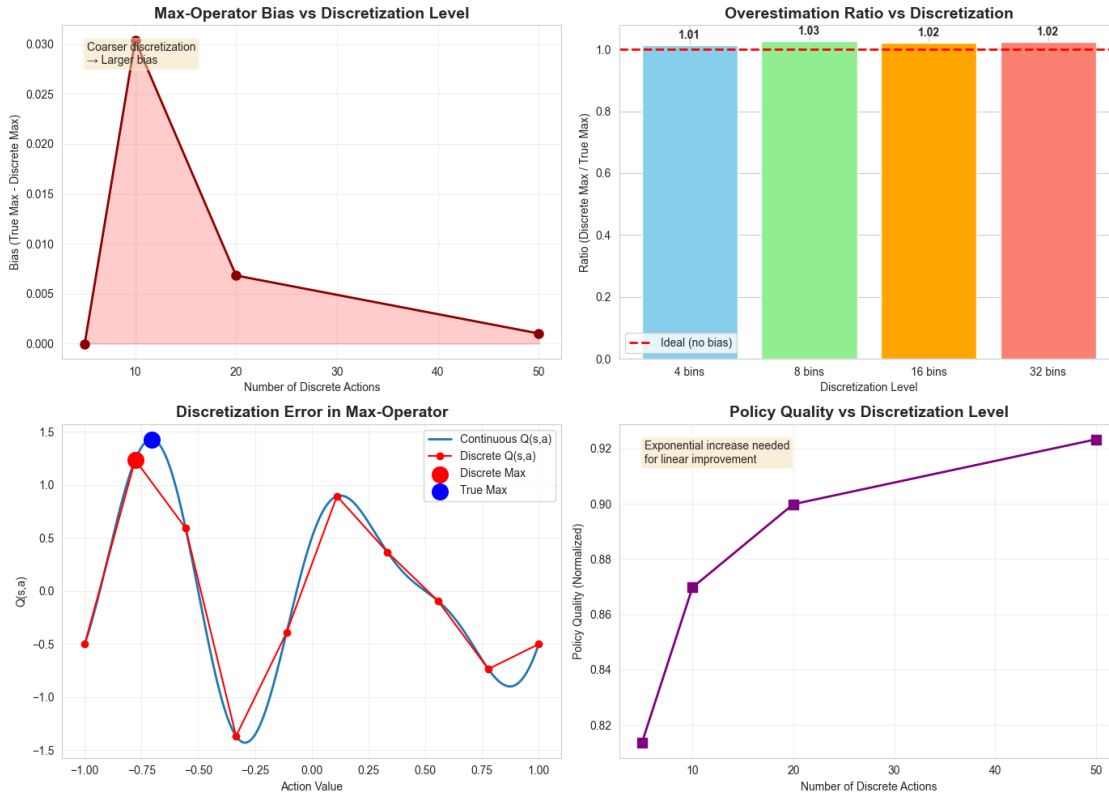 Max-Operator Bias vs Discretization Level
Coarser discretization
→ Larger bias
0.030
0.025
0.020
0.015
0.010
0.005
0.000
Bias (True Max - Discrete Max)
10
20
30
40
50
Number of Discrete Actions
Overestimation Ratio vs Discretization
1.01
1.03
1.02
1.02
1.0
0.8
0.6
0.4
0.2
0.0
Ratio (Discrete Max / True Max)
Ideal (no bias)
4 bins
8 bins
16 bins
32 bins
Discretization Level
Discretization Error in Max-Operator
Continuous Q(s,a)
Discrete Q(s,a)
Discrete Max
True Max
1.5
1.0
0.5
0.0
−0.5
−1.0
−1.5
Q(s,a)
−1.00
−0.75
−0.50
−0.25
0.00
0.25
0.50
0.75
1.00
Action Value
Policy Quality vs Discretization Level
Exponential increase needed
for linear improvement
0.92
0.90
0.88
0.86
0.84
0.82
Policy Quality (Normalized)
10
20
30
40
50
Number of Discrete Actions